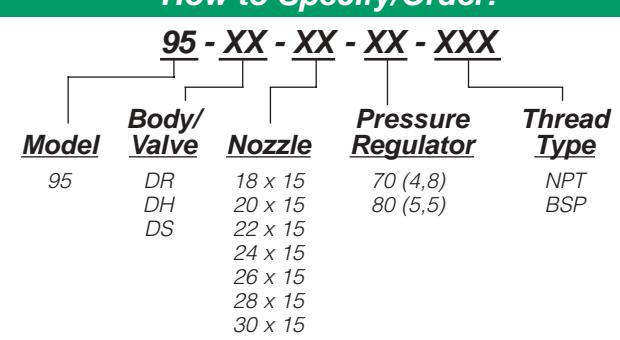 How to Specify/Order:
95 - XX - XX - XX - XXX
Model
Body/
Valve
Nozzle
Pressure
Regulator
Thread
Type
95
DR
DH
DS
18 x 15
20 x 15
22 x 15
24 x 15
26 x 15
28 x 15
30 x 15
70 (4,8)
80 (5,5)
NPT
BSP